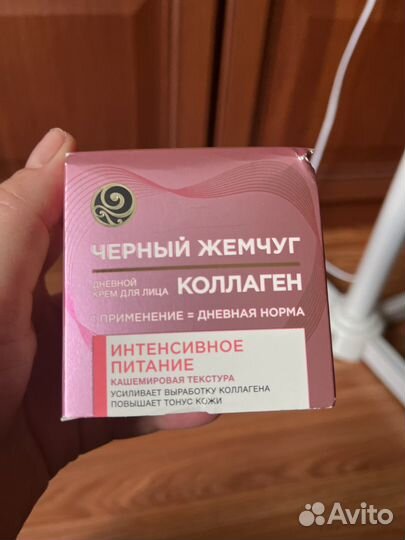 ЧЕРНЫЙ ЖЕМЧУГ
ДНЕВНОЙ
КРЕМ ДЛЯ ЛИЦА КОЛЛАГЕН
1 ПРИМЕНЕНИЕ = ДНЕВНАЯ НОРМА
ИНТЕНСИВНОЕ
ПИТАНИЕ
КАШЕМИРОВАЯ ТЕКСТУРА
УСИЛИВАЕТ ВЫРАБОТКУ КОЛЛАГЕНА
ПОВЫШАЕТ ТОНУС КОЖИ
Avito